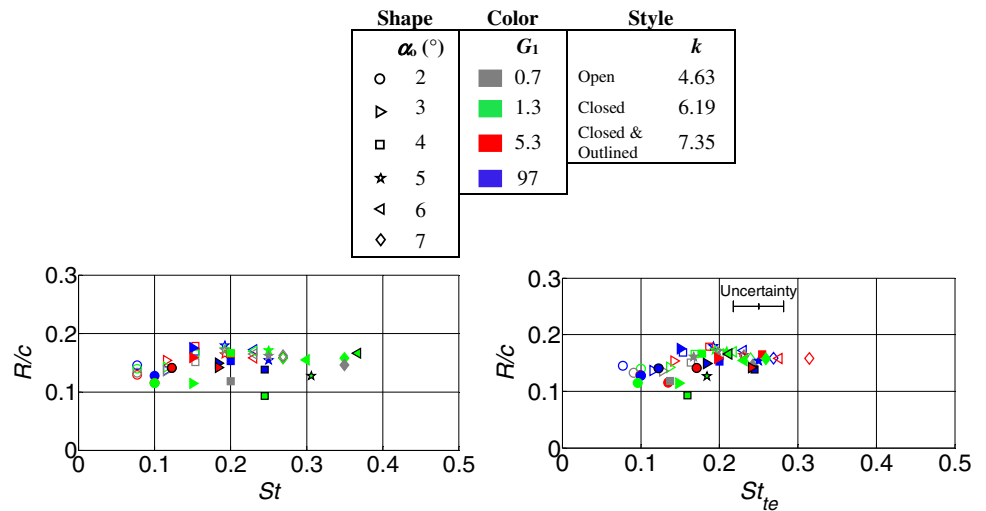 Shape Color Style
αₒ (°) G₁ k
2 0.7 Open 4.63
3 1.3 Closed 6.19
4 5.3 Closed & Outlined 7.35
5 97
6
7
0.3
0.2
0.1
0
R/c
0 0.1 0.2 0.3 0.4 0.5
St
Uncertainty
0.3
0.2
0.1
0
R/c
0 0.1 0.2 0.3 0.4 0.5
St_te